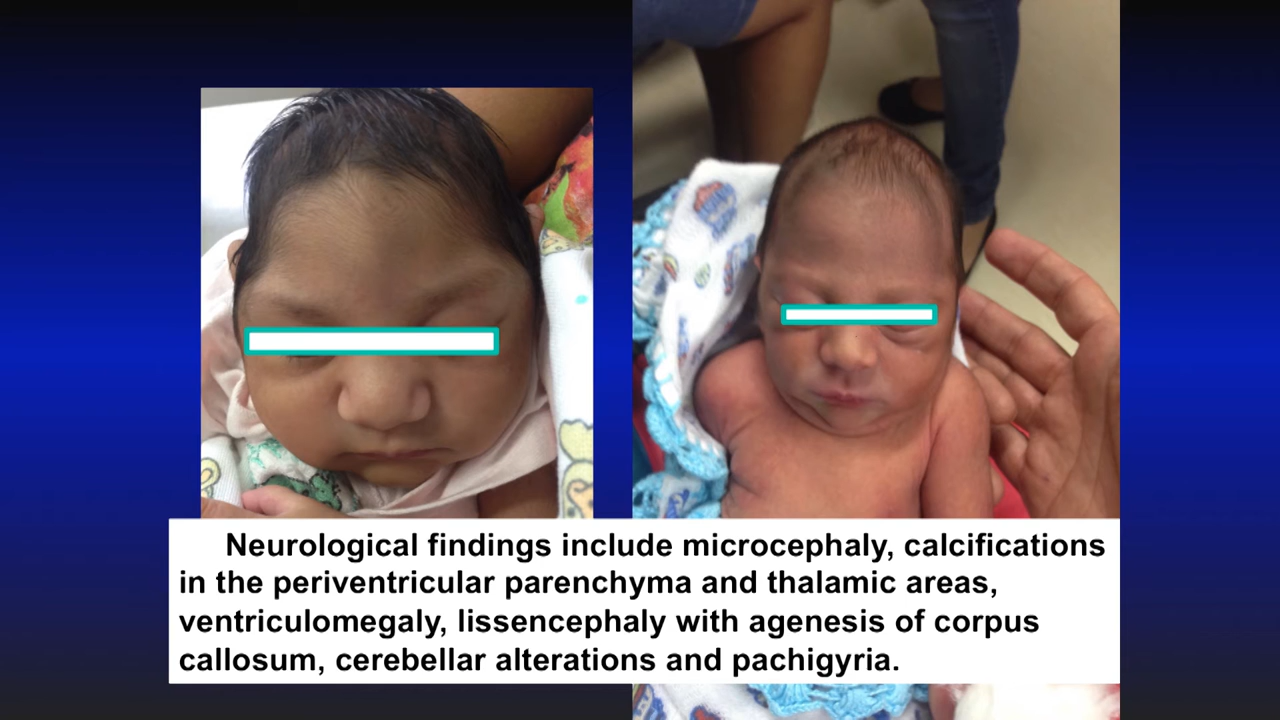 Neurological findings include microcephaly, calcifications
in the periventricular parenchyma and thalamic areas,
ventriculomegaly, lissencephaly with agenesis of corpus
callosum, cerebellar alterations and pachigyria.